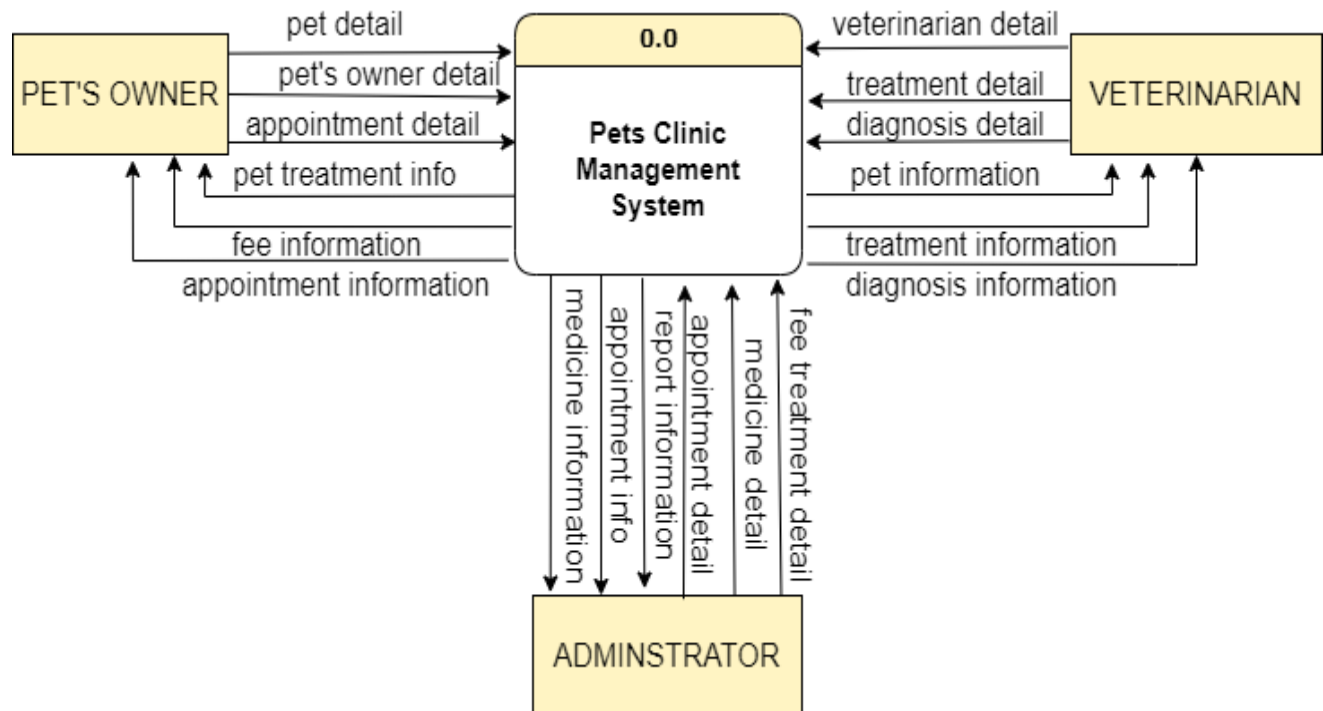 pet detail
pet's owner detail
appointment detail
pet treatment info
fee information
appointment information
PET'S OWNER
0.0
Pets Clinic
Management
System
veterinarian detail
treatment detail
diagnosis detail
pet information
treatment information
diagnosis information
VETERINARIAN
medicine information
appointment info
report information
appointment detail
medicine detail
fee treatment detail
ADMINSTRATOR